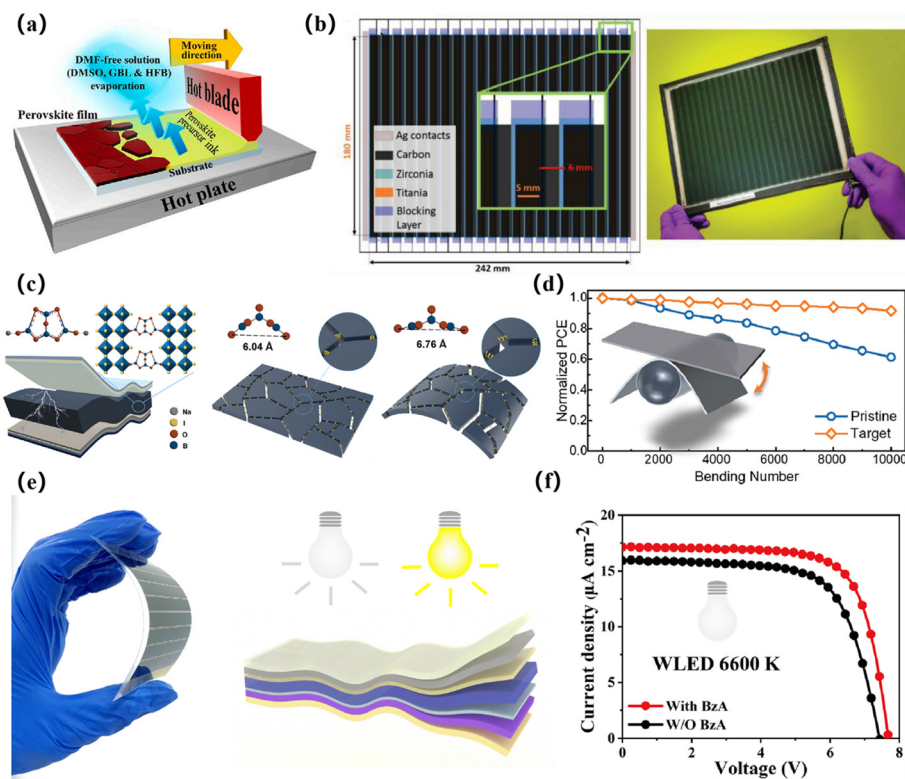 (a)
DMF-free solution
(DMSO, GBL & HFB)
evaporation
Moving
direction
Hot blade
Perovskite film
Perovskite
precursor ink
Substrate
Hot plate
(b)
180 mm
Ag contacts
Carbon
Zirconia
Titania
Blocking
Layer
6 mm
5 mm
242 mm
(c)
6.04 Å
6.76 Å
Na
I
O
B
(d)
Normalized PCE
1.0
0.8
0.6
0.4
0.2
0.0
Pristine
Target
0 2000 4000 6000 8000 10000
Bending Number
(e)
(f)
Current density (μA cm-2)
20
15
10
5
0
WLED 6600 K
With BzA
W/O BzA
0 2 4 6 8
Voltage (V)